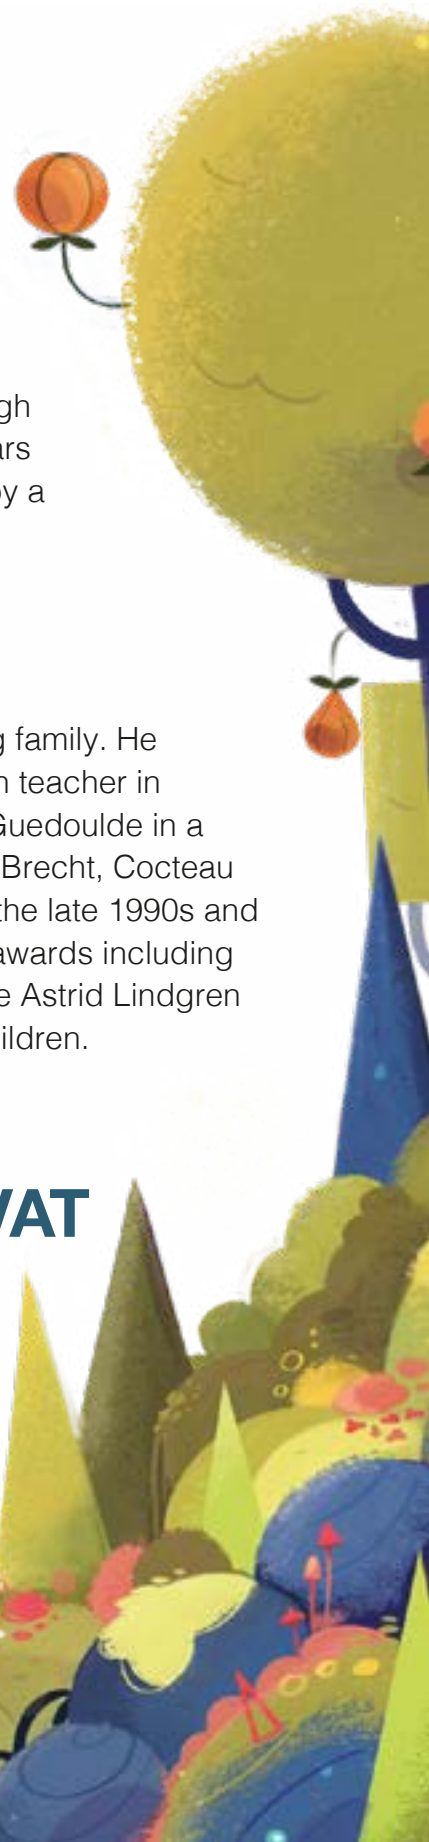 gh
ars
by a
g family. He
n teacher in
Guedoulde in a
Brecht, Cocteau
the late 1990s and
awards including
e Astrid Lindgren
ildren.
VAT